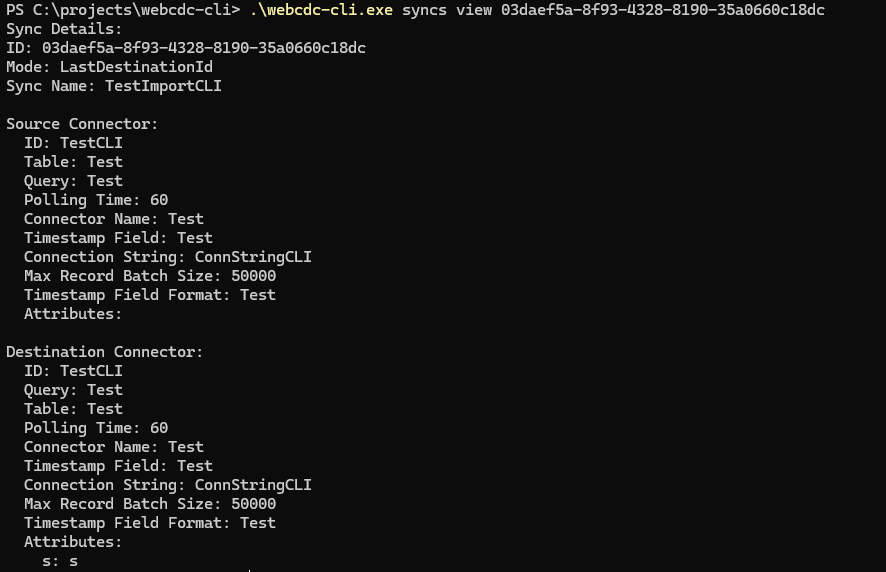 PS C:\projects\webcdc-cli> .\webcdc-cli.exe syncs view 03daef5a-8f93-4328-8190-35a0660c18dc
Sync Details:
ID: 03daef5a-8f93-4328-8190-35a0660c18dc
Mode: LastDestinationId
Sync Name: TestImportCLI

Source Connector:
  ID: TestCLI
  Table: Test
  Query: Test
  Polling Time: 60
  Connector Name: Test
  Timestamp Field: Test
  Connection String: ConnStringCLI
  Max Record Batch Size: 50000
  Timestamp Field Format: Test
  Attributes:

Destination Connector:
  ID: TestCLI
  Query: Test
  Table: Test
  Polling Time: 60
  Connector Name: Test
  Timestamp Field: Test
  Connection String: ConnStringCLI
  Max Record Batch Size: 50000
  Timestamp Field Format: Test
  Attributes:
    s: s